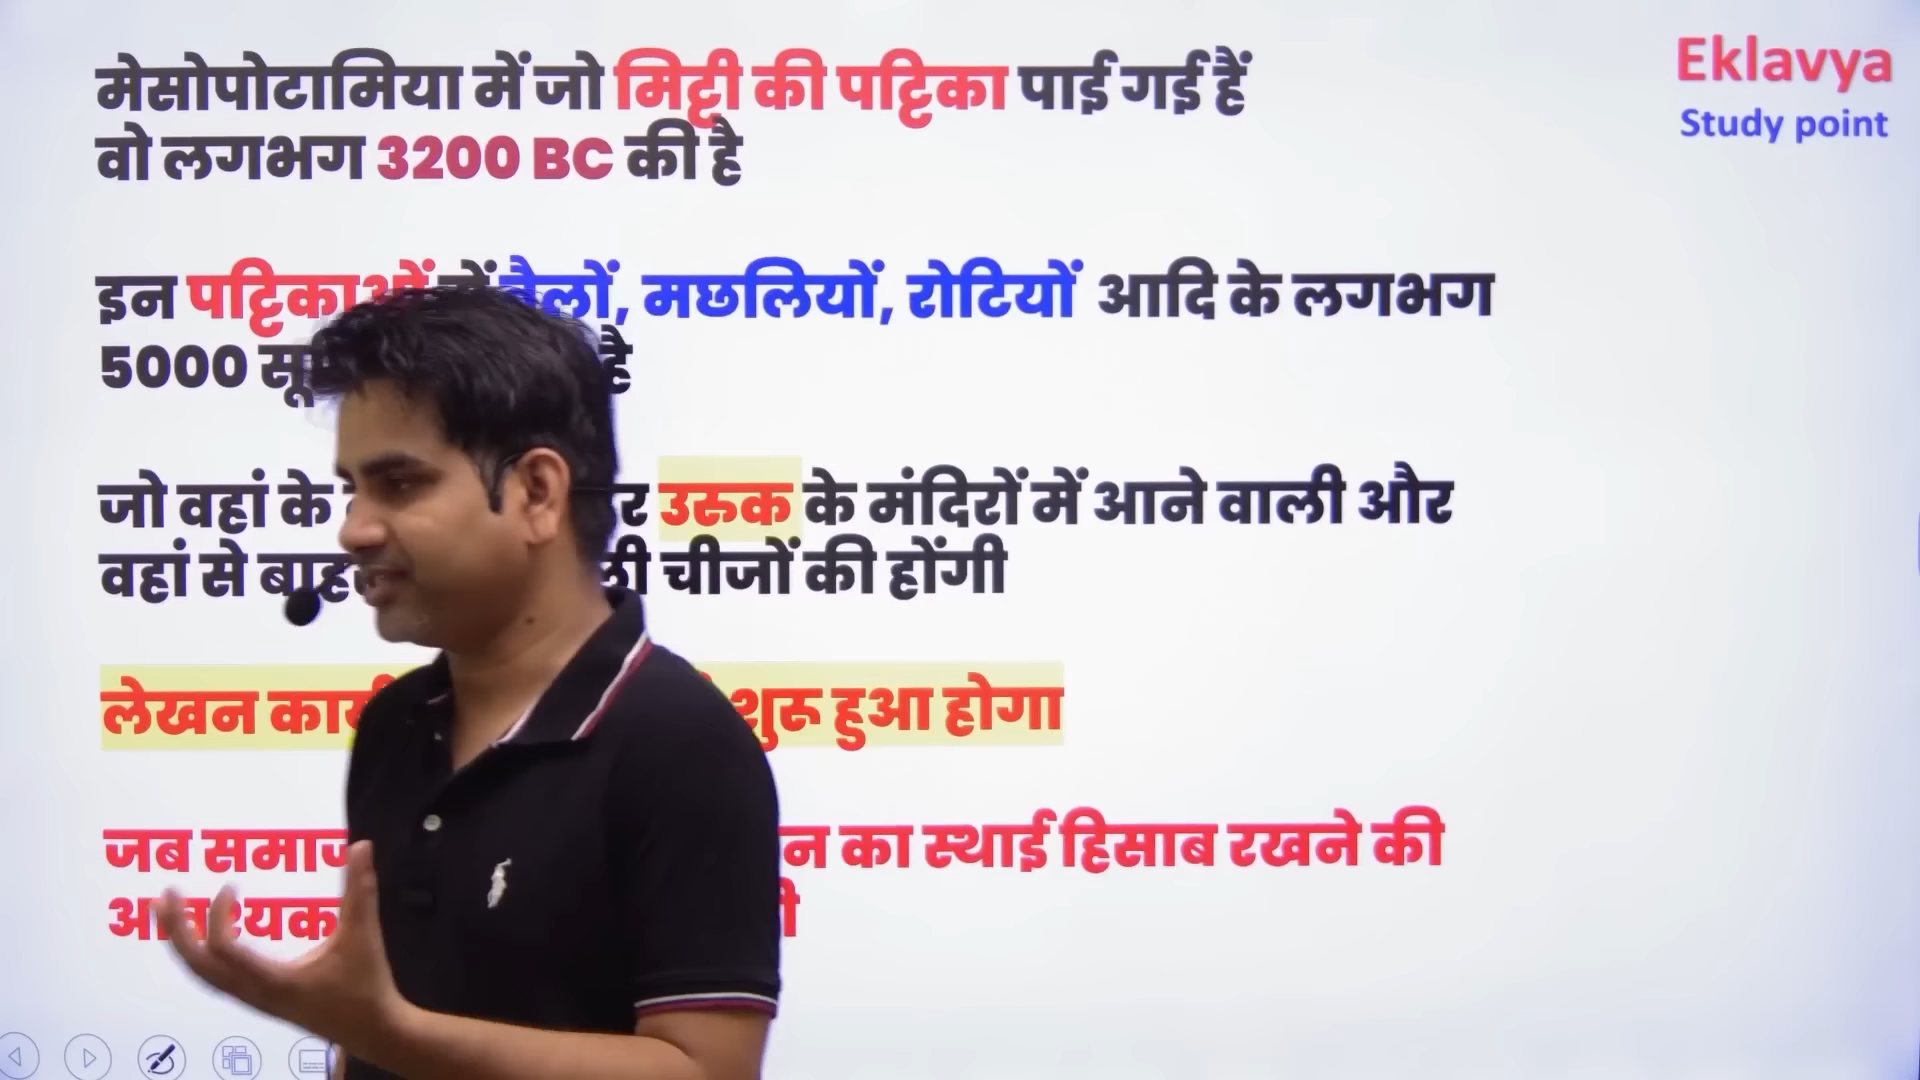 मेसोपोटामिया में जो मिट्टी की पट्टिका पाई गई हैं
वो लगभग 3200 BC की है
Eklavya
Study point
इन पट्टिकाओं में बैलों, मछलियों, रोटियों आदि के लगभग
5000 है
जो वहां के उरुक के मंदिरों में आने वाली और
वहां से चीजों की होंगी
लेखन शुरू हुआ होगा
जब का स्थाई हिसाब रखने की